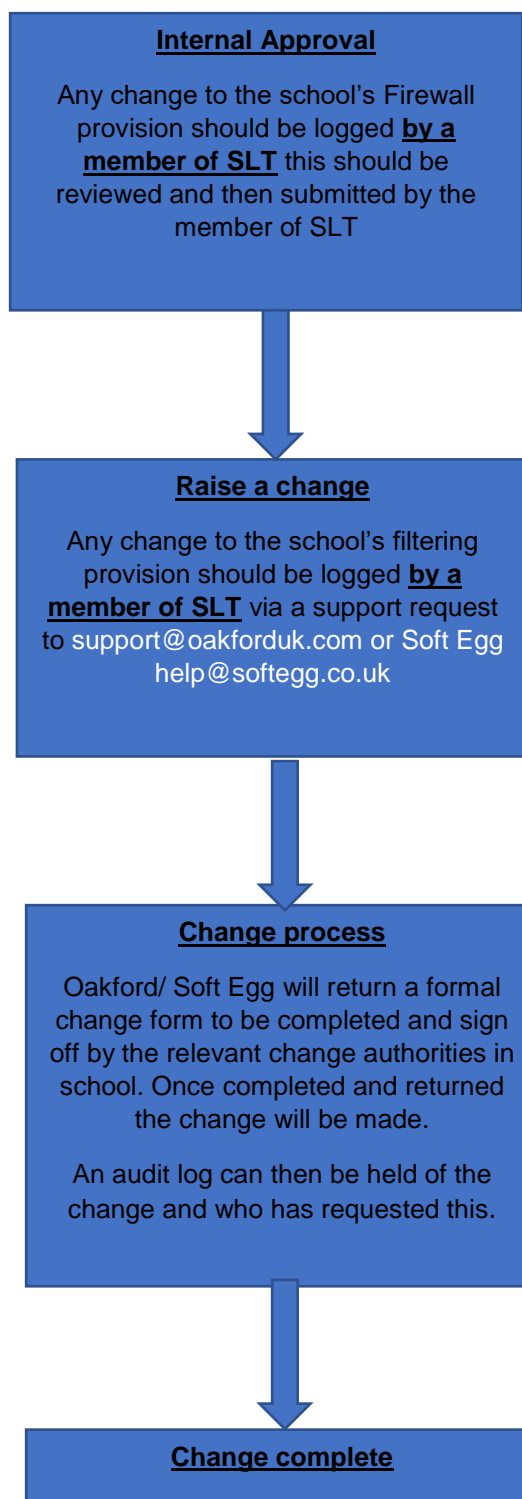 Internal Approval
Any change to the school’s Firewall
provision should be logged by a
member of SLT this should be
reviewed and then submitted by the
member of SLT
Raise a change
Any change to the school’s filtering
provision should be logged by a
member of SLT via a support request
to support@oakforduk.com or Soft Egg
help@softegg.co.uk
Change process
Oakford/ Soft Egg will return a formal
change form to be completed and sign
off by the relevant change authorities in
school. Once completed and returned
the change will be made.
An audit log can then be held of the
change and who has requested this.
Change complete